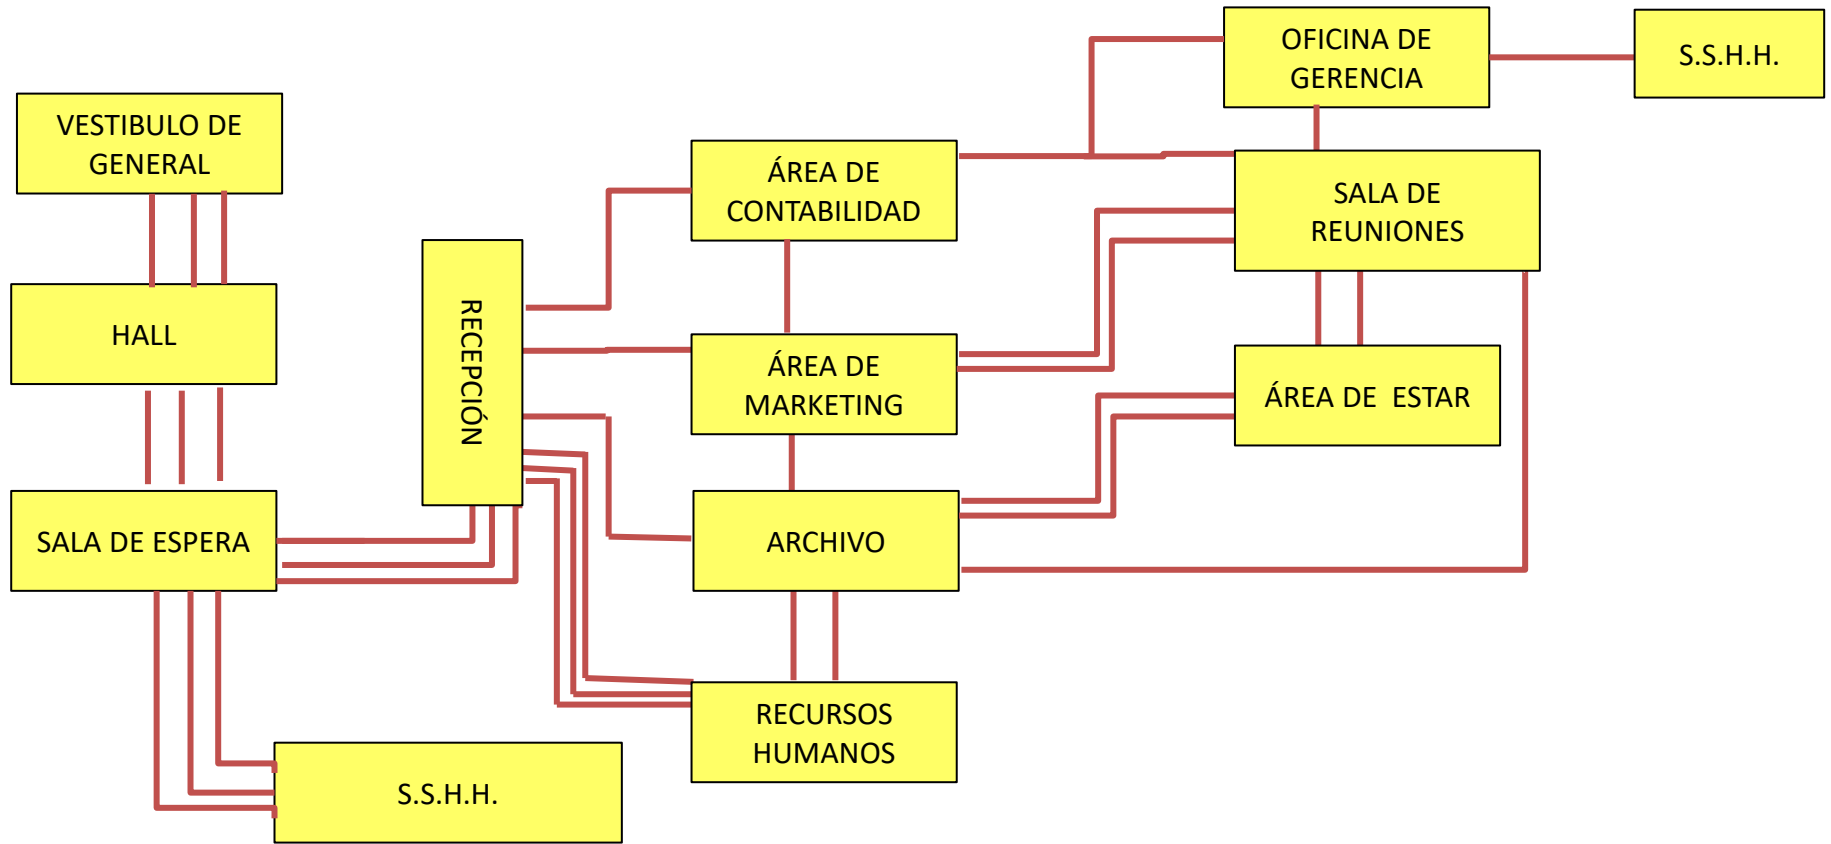 OFICINA DE
GERENCIA
S.S.H.H.
VESTIBULO DE
GENERAL
ÁREA DE
CONTABILIDAD
SALA DE
REUNIONES
HALL
RECEPCIÓN
ÁREA DE
MARKETING
ÁREA DE  ESTAR
SALA DE ESPERA
ARCHIVO
RECURSOS
HUMANOS
S.S.H.H.